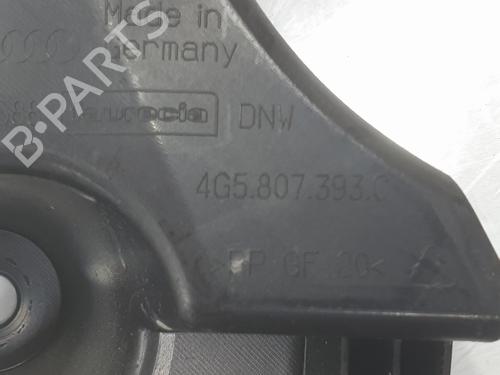 Made in
Germany
faurecia DNW
4G5.807.393.C
>PP GF 20<
B-PARTS